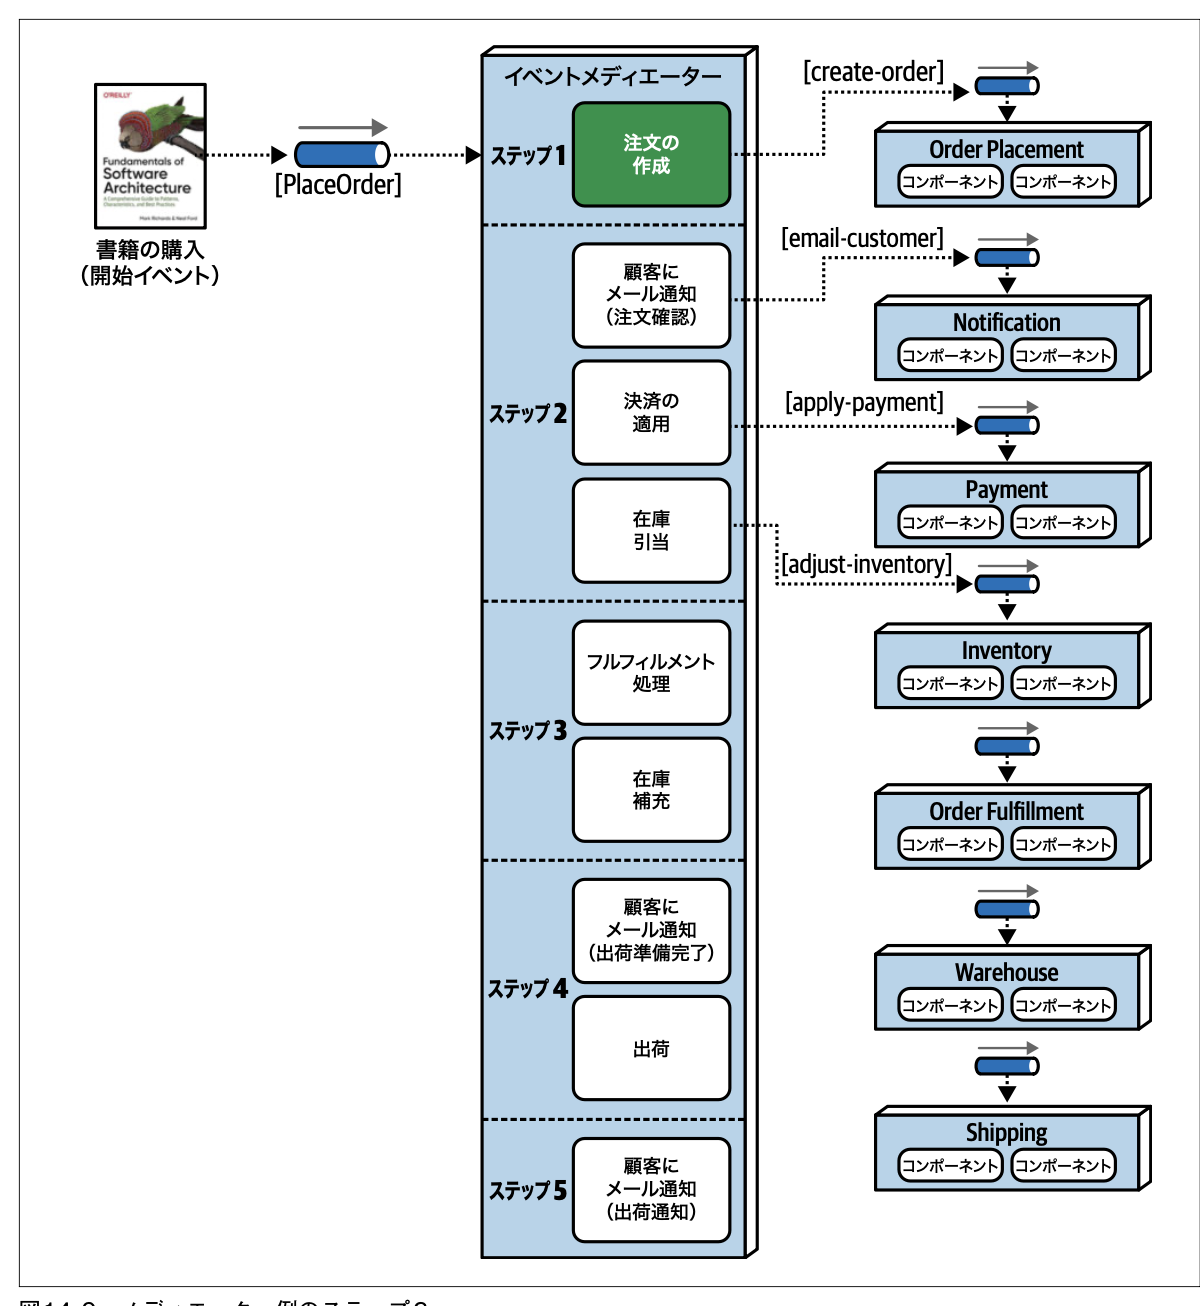 O'REILLY
Fundamentals of
Software
Architecture
A Comprehensive Guide to Patterns,
Characteristics, and Best Practices
Mark Richards & Neal Ford
書籍の購入
（開始イベント）
[PlaceOrder]
イベントメディエーター
ステップ1
注文の
作成
ステップ2
顧客に
メール通知
（注文確認）
決済の
適用
在庫
引当
ステップ3
フルフィルメント
処理
在庫
補充
ステップ4
顧客に
メール通知
（出荷準備完了）
出荷
ステップ5
顧客に
メール通知
（出荷通知）
[create-order]
Order Placement
コンポーネント コンポーネント
[email-customer]
Notification
コンポーネント コンポーネント
[apply-payment]
Payment
コンポーネント コンポーネント
[adjust-inventory]
Inventory
コンポーネント コンポーネント
Order Fulfillment
コンポーネント コンポーネント
Warehouse
コンポーネント コンポーネント
Shipping
コンポーネント コンポーネント